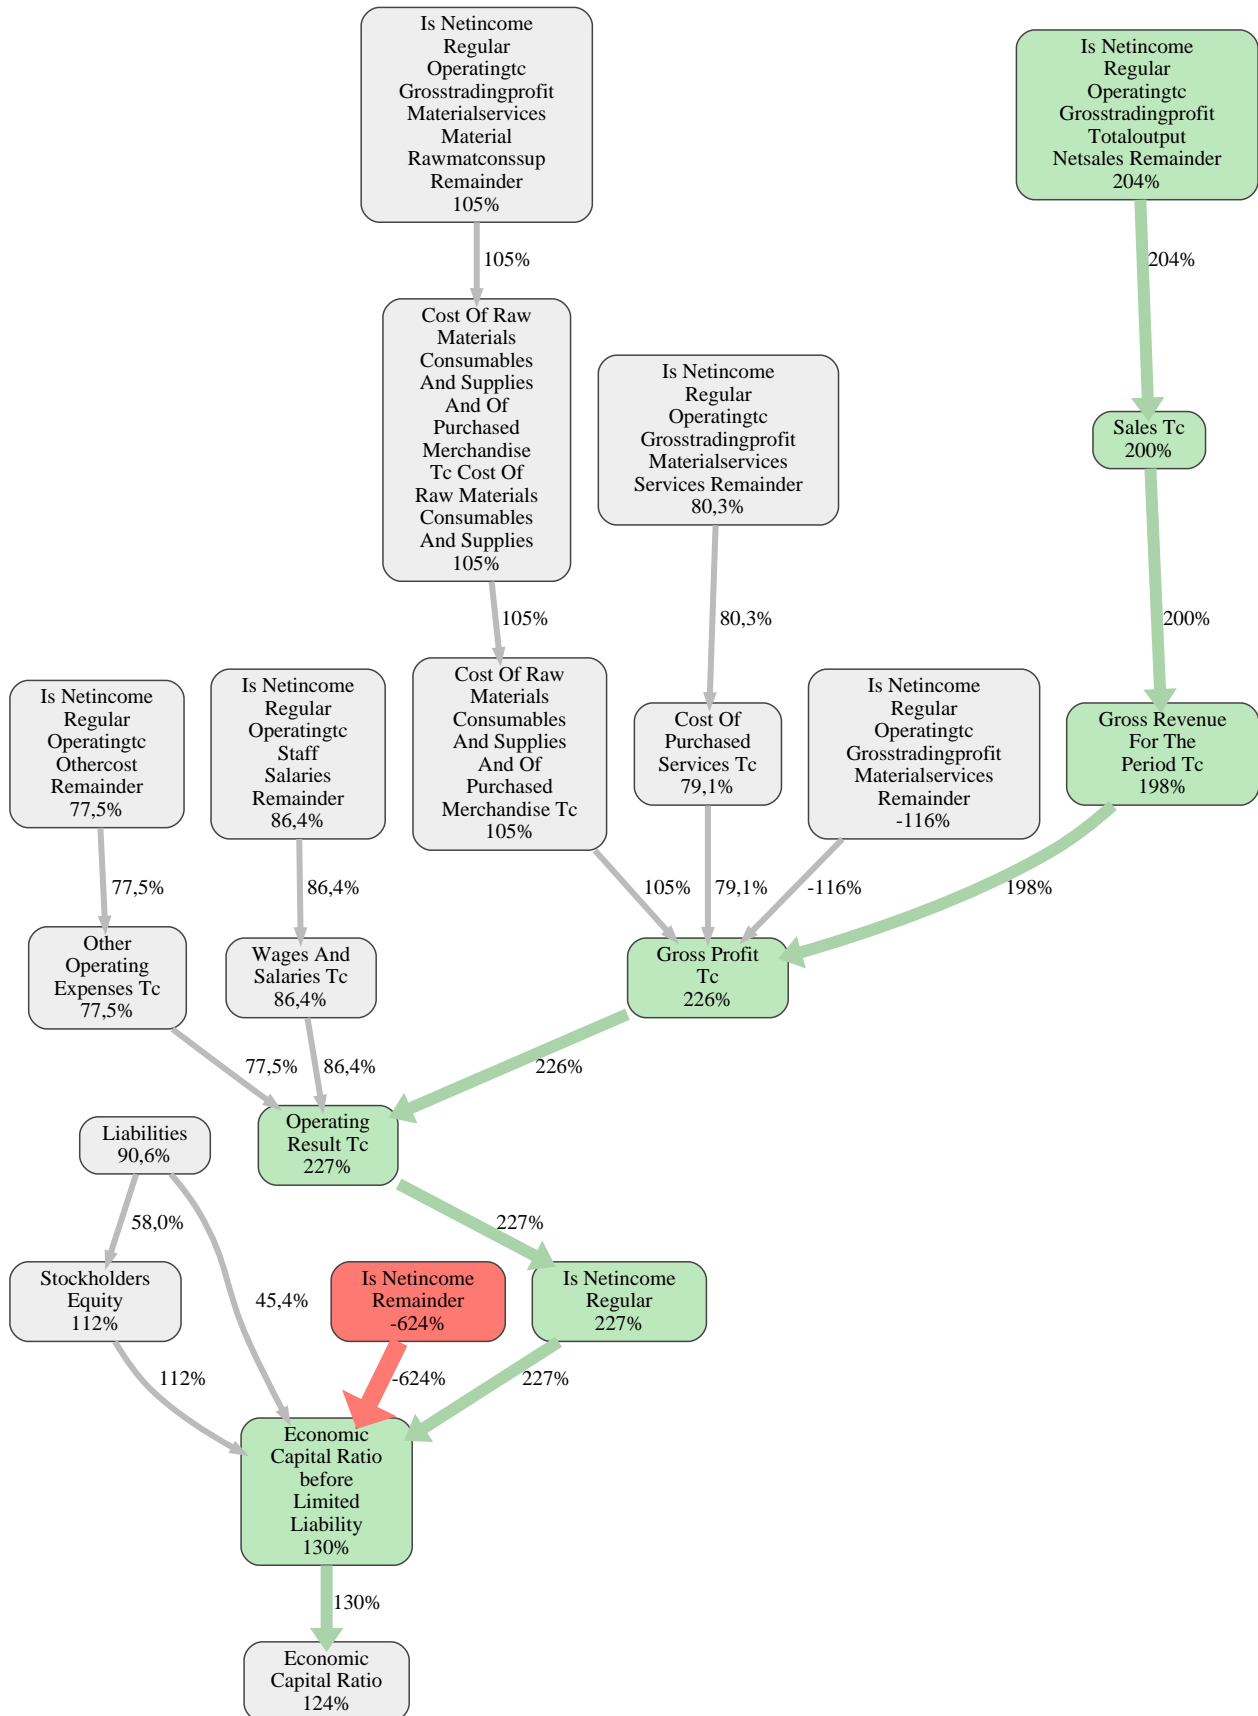 Is Netincome
Regular
Operatingtc
Grosstradingprofit
Materialservices
Material
Rawmatconssup
Remainder
105%
Is Netincome
Regular
Operatingtc
Grosstradingprofit
Totaloutput
Netsales Remainder
204%
105%
204%
Cost Of Raw
Materials
Consumables
And Supplies
And Of
Purchased
Merchandise
Tc Cost Of
Raw Materials
Consumables
And Supplies
105%
Is Netincome
Regular
Operatingtc
Grosstradingprofit
Materialservices
Services Remainder
80,3%
Sales Tc
200%
105%
80,3%
200%
Is Netincome
Regular
Operatingtc
Othercost
Remainder
77,5%
Is Netincome
Regular
Operatingtc
Staff
Salaries
Remainder
86,4%
Cost Of Raw
Materials
Consumables
And Supplies
And Of
Purchased
Merchandise Tc
105%
Cost Of
Purchased
Services Tc
79,1%
Is Netincome
Regular
Operatingtc
Grosstradingprofit
Materialservices
Remainder
-116%
Gross Revenue
For The
Period Tc
198%
77,5%
86,4%
105%
79,1%
-116%
198%
Other
Operating
Expenses Tc
77,5%
Wages And
Salaries Tc
86,4%
Gross Profit
Tc
226%
77,5%
86,4%
226%
Liabilities
90,6%
Operating
Result Tc
227%
58,0%
227%
Stockholders
Equity
112%
45,4%
Is Netincome
Remainder
-624%
Is Netincome
Regular
227%
112%
-624%
227%
Economic
Capital Ratio
before
Limited
Liability
130%
130%
Economic
Capital Ratio
124%